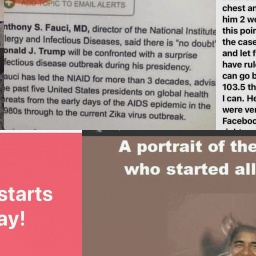 ADD TOPIC TO EMAIL ALERTS
nthony S. Fauci, MD, director of the National Institute
llergy and Infectious Diseases, said there is "no doubt"
onald J. Trump will be confronted with a surprise
fectious disease outbreak during his presidency.
auci has led the NIAID for more than 3 decades, advis
e past five United States presidents on global health
reats from the early days of the AIDS epidemic in the
980s through to the current Zika virus outbreak.
chest an
him 2 w
this poin
the case
and let f
have rule
can go b
103.5 th
I can. He
were ver
Faceboo
starts
ay!
A portrait of the
who started all